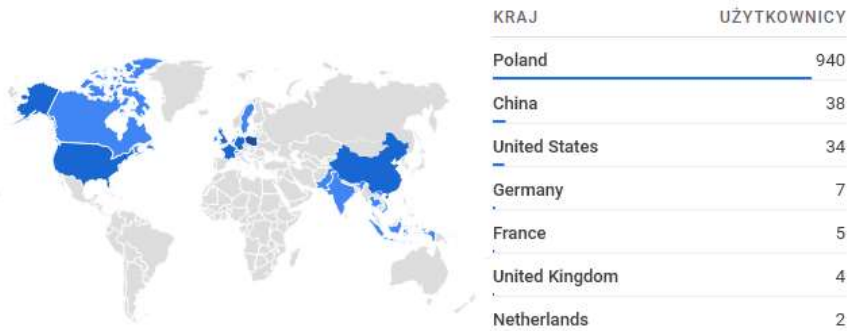 KRAJ UŻYTKOWNICY
Poland 940
China 38
United States 34
Germany 7
France 5
United Kingdom 4
Netherlands 2